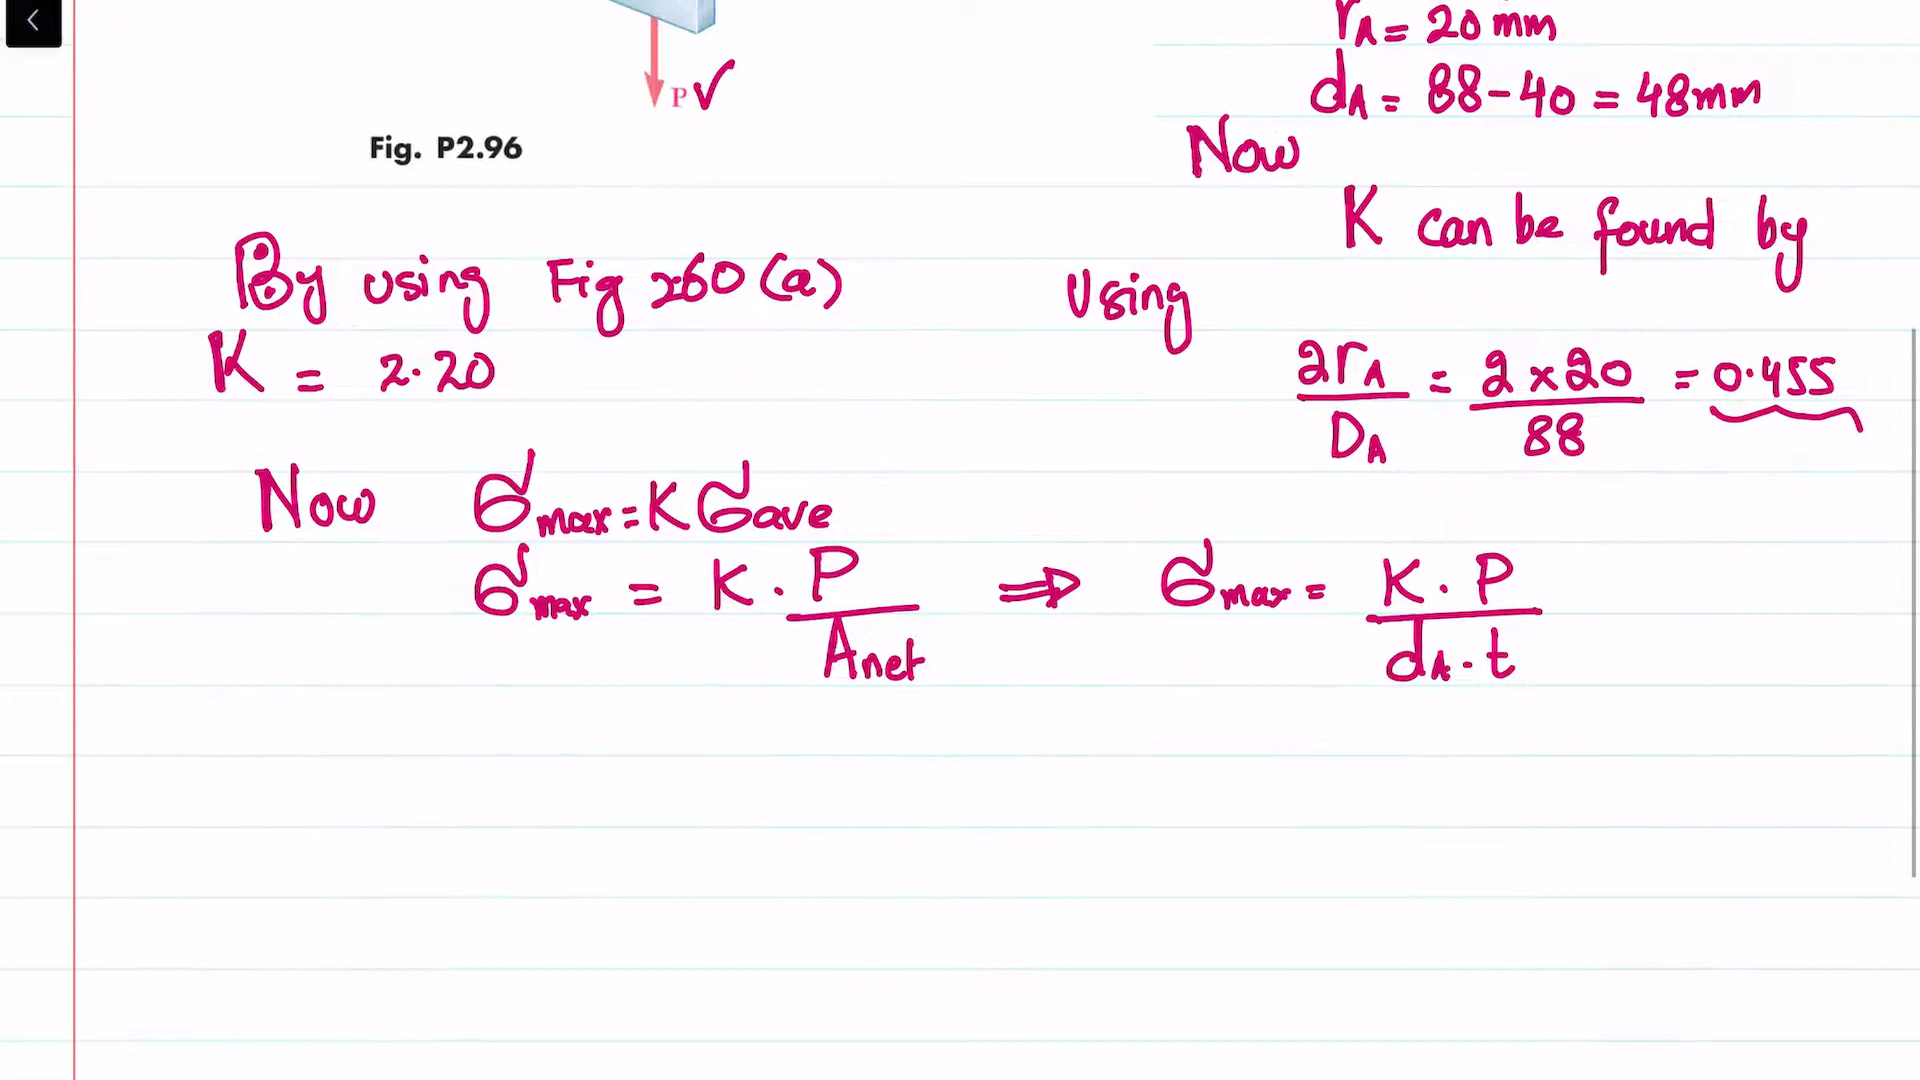 rA = 20 mm
dA = 88 - 40 = 48mm
P ✓
Fig. P2.96
Now
K can be found by
Using
2rA / DA = 2 x 20 / 88 = 0.455
By using Fig 2.60 (a)
K = 2.20
Now σmax = K σave
σmax = K . P / Anet ⇒ σmax = K . P / dA . t